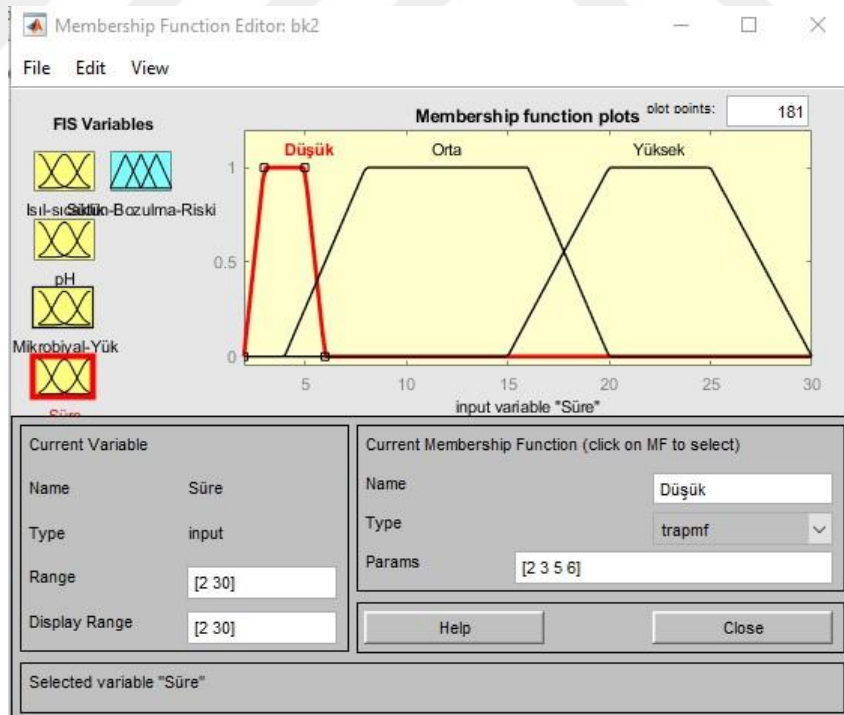 Membership Function Editor: bk2
File Edit View
FIS Variables
Membership function plots
plot points:
181
Düşük
Orta
Yüksek
1
0.5
0
5 10 15 20 25 30
input variable "Süre"
-Bozulma-Riski
pH
Mikrobiyal-Yük
Süre
Current Variable
Name Süre
Type input
Range [2 30]
Display Range [2 30]
Current Membership Function (click on MF to select)
Name Düşük
Type trapmf
Params [2 3 5 6]
Help Close
Selected variable "Süre"